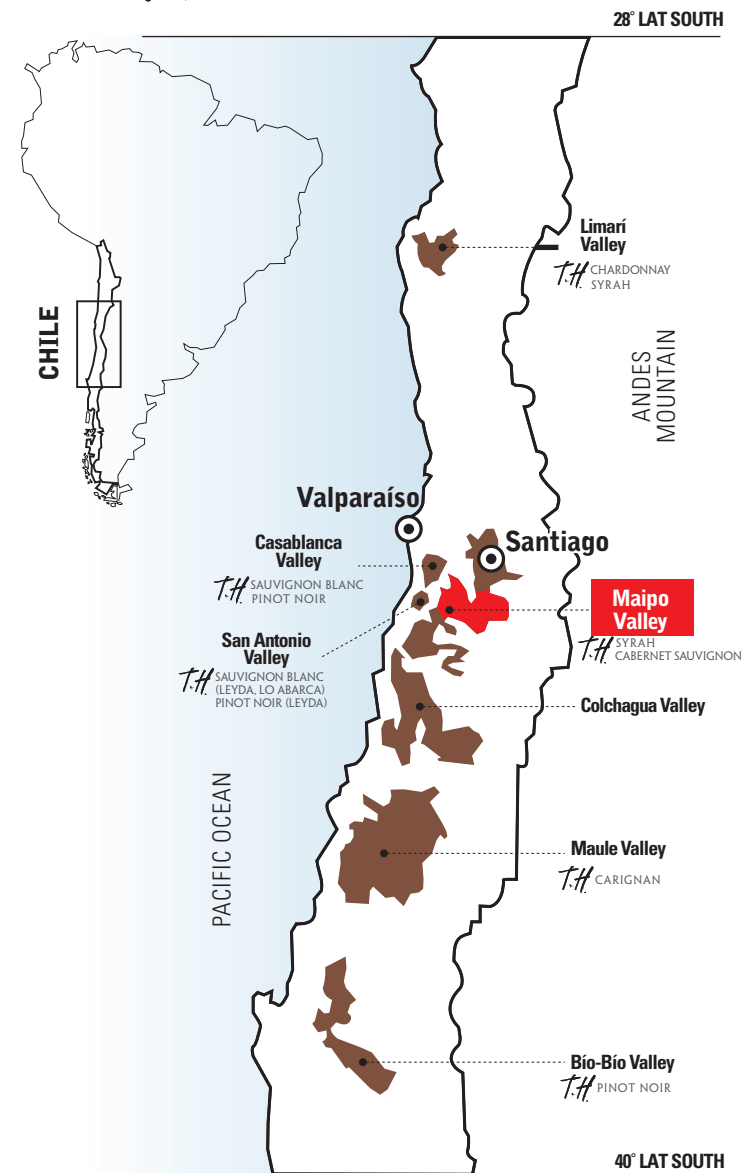 28° LAT SOUTH
Limarí
Valley
T.H. CHARDONNAY
SYRAH
CHILE
ANDES
MOUNTAIN
Valparaíso
Santiago
Casablanca
Valley
T.H. SAUVIGNON BLANC
PINOT NOIR
Maipo
Valley
T.H. SYRAH
CABERNET SAUVIGNON
San Antonio
Valley
T.H. SAUVIGNON BLANC
(LEYDA, LO ABARCA)
PINOT NOIR (LEYDA)
Colchagua Valley
PACIFIC OCEAN
Maule Valley
T.H. CARIGNAN
Bío-Bío Valley
T.H. PINOT NOIR
40° LAT SOUTH